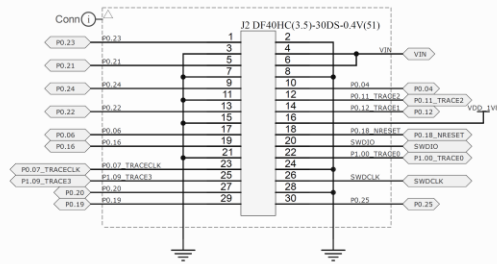 Conn
J2 DF40HC(3.5)-30DS-0.4V(51)
P0.23 P0.23 1 2
3 4 VIN VIN
P0.21 P0.21 5 6
7 8
P0.24 P0.24 9 10 P0.04 P0.04
11 12 P0.11_TRACE2 P0.11_TRACE2
P0.22 P0.22 13 14 P0.12_TRACE1 P0.12
15 16
P0.06 P0.06 17 18 P0.18_NRESET P0.18_NRESET
P0.16 P0.16 19 20 SWDIO SWDIO
21 22 P1.00_TRACE0 P1.00_TRACE0
P0.07_TRACECLK P0.07_TRACECLK 23 24
P1.09_TRACE3 P1.09_TRACE3 25 26 SWDCLK SWDCLK
P0.20 P0.20 27 28
P0.19 P0.19 29 30 P0.25 P0.25